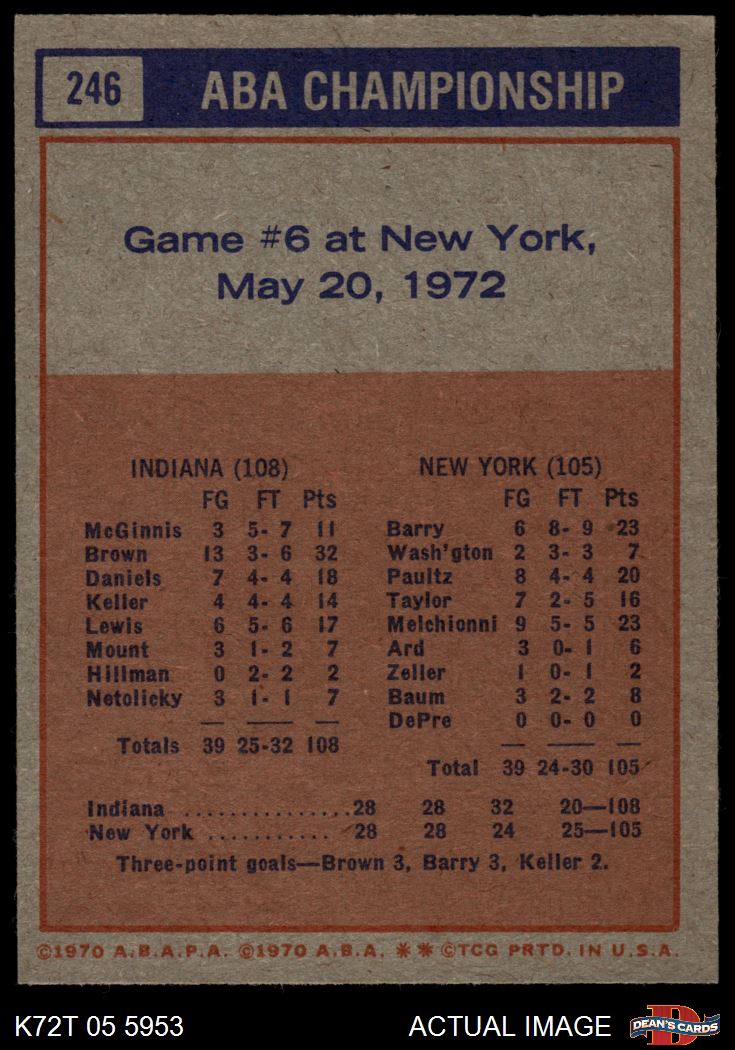 246 ABA CHAMPIONSHIP
Game #6 at New York,
May 20, 1972
INDIANA (108)
FG FT Pts
McGinnis 3 5- 7 11
Brown 13 3- 6 32
Daniels 7 4- 4 18
Keller 4 4- 4 14
Lewis 6 5- 6 17
Mount 3 1- 2 7
Hillman 0 2- 2 2
Netolicky 3 1- 1 7
Totals 39 25-32 108
NEW YORK (105)
FG FT Pts
Barry 6 8- 9 23
Wash'gton 2 3- 3 7
Paultz 8 4- 4 20
Taylor 7 2- 5 16
Melchionni 9 5- 5 23
Ard 3 0- 1 6
Zeller 1 0- 1 2
Baum 3 2- 2 8
DePre 0 0- 0 0
Total 39 24-30 105
Indiana ................28 28 32 20—108
New York ........... 28 28 24 25—105
Three-point goals—Brown 3, Barry 3, Keller 2.
©1970 A.B.A.P.A. ©1970 A.B.A. ** ©TCG PRTD. IN U.S.A.
K72T 05 5953 ACTUAL IMAGE DEAN'S CARDS